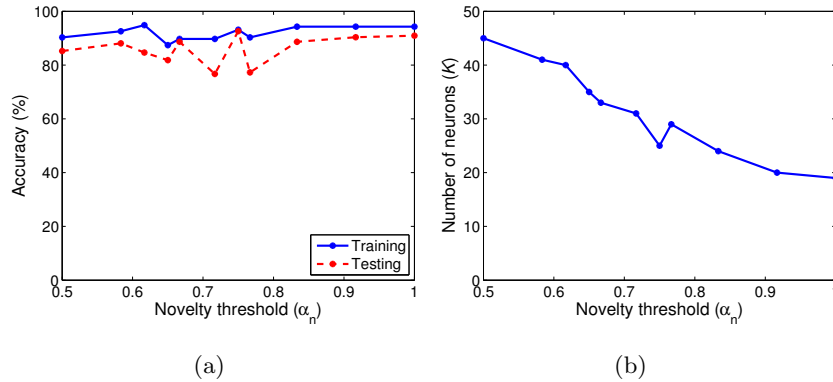 100
80
60
40
20
0
Accuracy (%)
Training
Testing
0.5 0.6 0.7 0.8 0.9 1
Novelty threshold (αn)
(a)
50
40
30
20
10
0
Number of neurons (K)
0.5 0.6 0.7 0.8 0.9 1
Novelty threshold (αn)
(b)